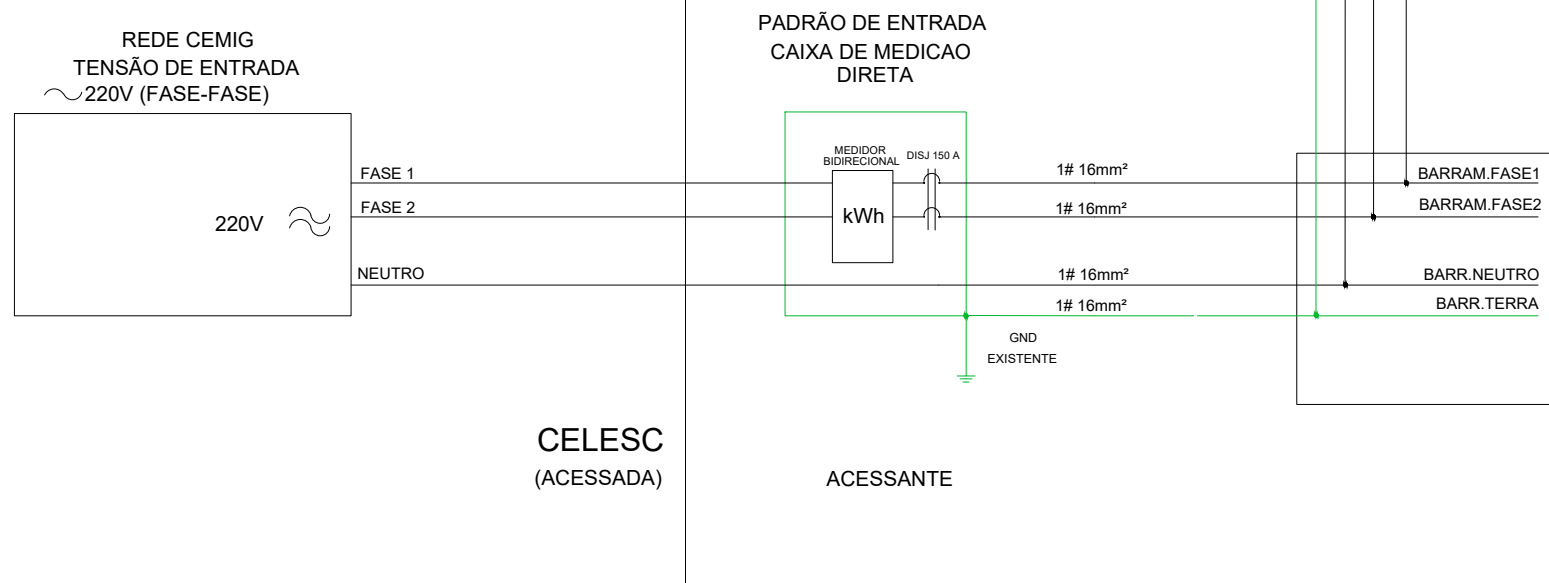 REDE CEMIG
TENSÃO DE ENTRADA
220V (FASE-FASE)
PADRÃO DE ENTRADA
CAIXA DE MEDICAO
DIRETA
MEDIDOR
BIDIRECIONAL
DISJ 150 A
FASE 1
1# 16mm²
BARRAM.FASE1
FASE 2
1# 16mm²
BARRAM.FASE2
220V
kWh
NEUTRO
1# 16mm²
BARR.NEUTRO
1# 16mm²
BARR.TERRA
GND
EXISTENTE
CELESC
(ACESSADA)
ACESSANTE